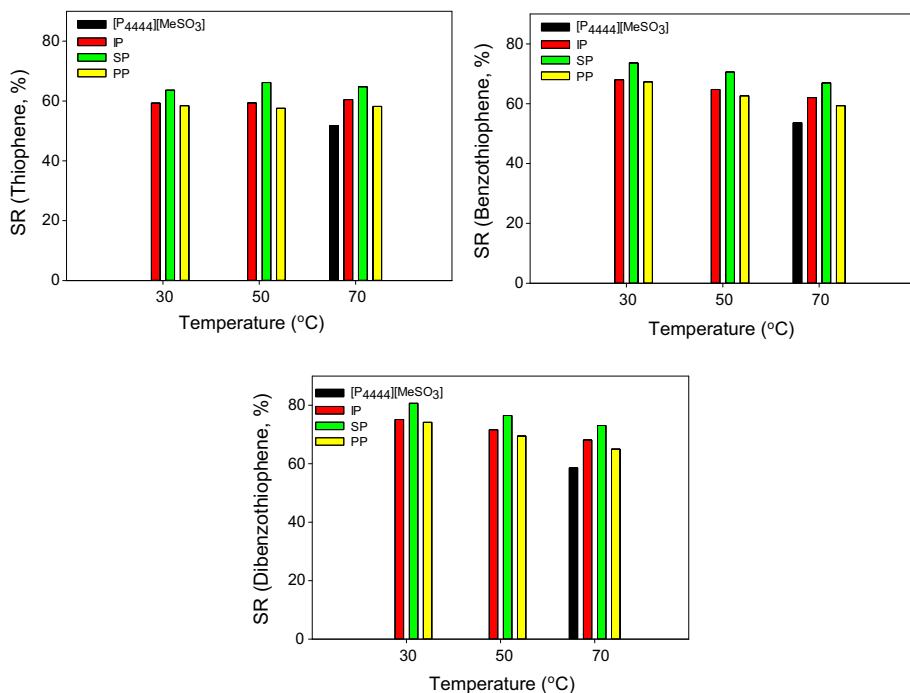 SR (Thiophene, %)
80
60
40
20
0
[P4444][MeSO3]
IP
SP
PP
30 50 70
Temperature (°C)
SR (Benzothiophene, %)
80
60
40
20
0
[P4444][MeSO3]
IP
SP
PP
30 50 70
Temperature (°C)
SR (Dibenzothiophene, %)
80
60
40
20
0
[P4444][MeSO3]
IP
SP
PP
30 50 70
Temperature (°C)